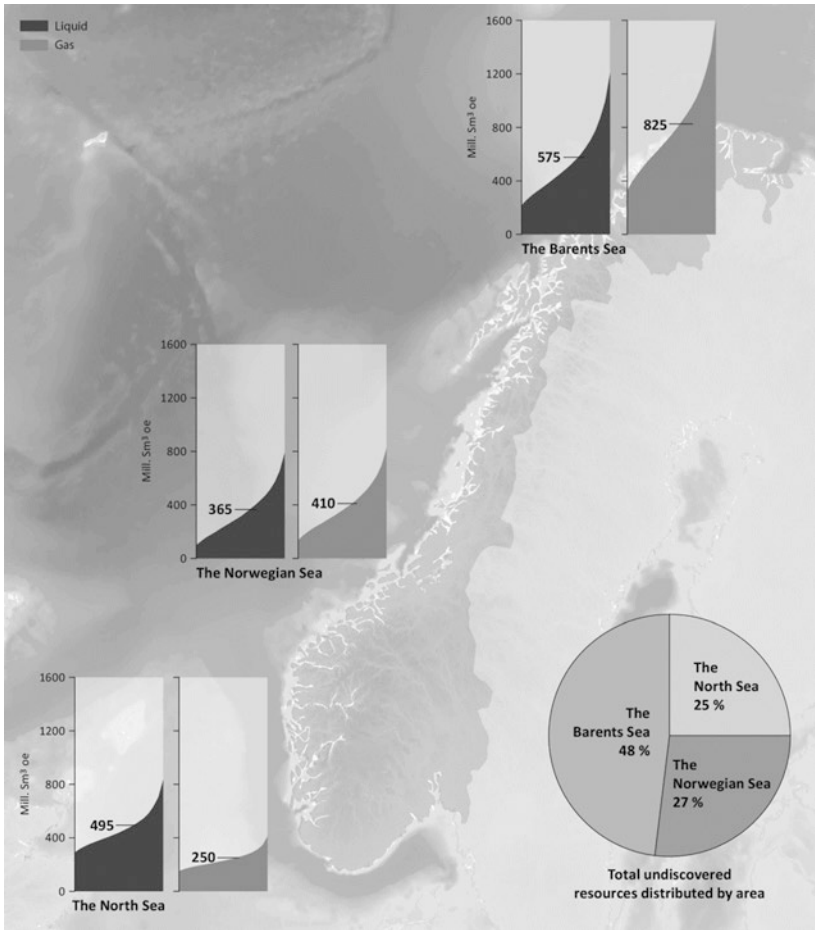 Liquid
Gas
Mill. Sm³ oe
1600
1200
800
400
0
575
825
The Barents Sea
Mill. Sm³ oe
1600
1200
800
400
0
365
410
The Norwegian Sea
Mill. Sm³ oe
1600
1200
800
400
0
495
250
The North Sea
The
North Sea
25 %
The
Barents Sea
48 %
The
Norwegian Sea
27 %
Total undiscovered
resources distributed by area